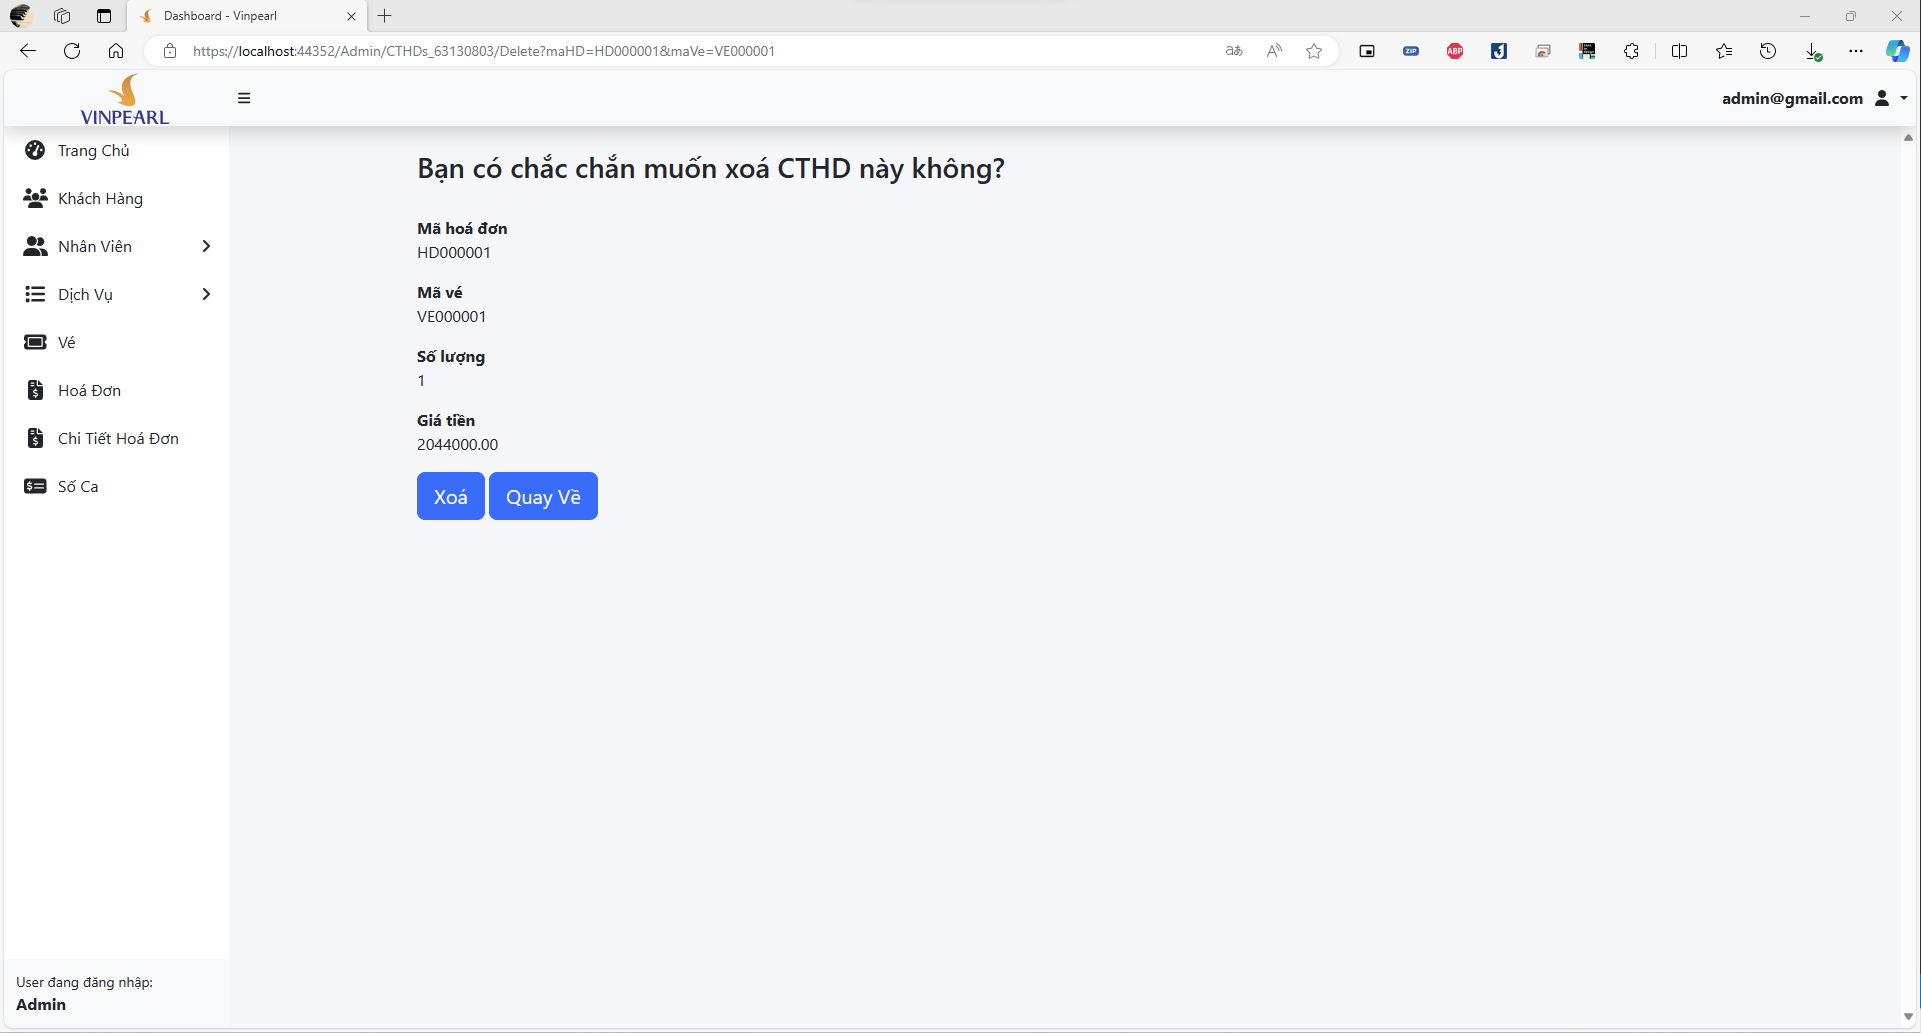 Dashboard - Vinpearl
https://localhost:44352/Admin/CTHDs_63130803/Delete?maHD=HD000001&maVe=VE000001
ZIP
ABP
VINPEARL
admin@gmail.com
Trang Chủ
Khách Hàng
Nhân Viên
Dịch Vụ
Vé
Hoá Đơn
Chi Tiết Hoá Đơn
Số Ca
Bạn có chắc chắn muốn xoá CTHD này không?
Mã hoá đơn
HD000001
Mã vé
VE000001
Số lượng
1
Giá tiền
2044000.00
Xoá Quay Về
User đang đăng nhập:
Admin